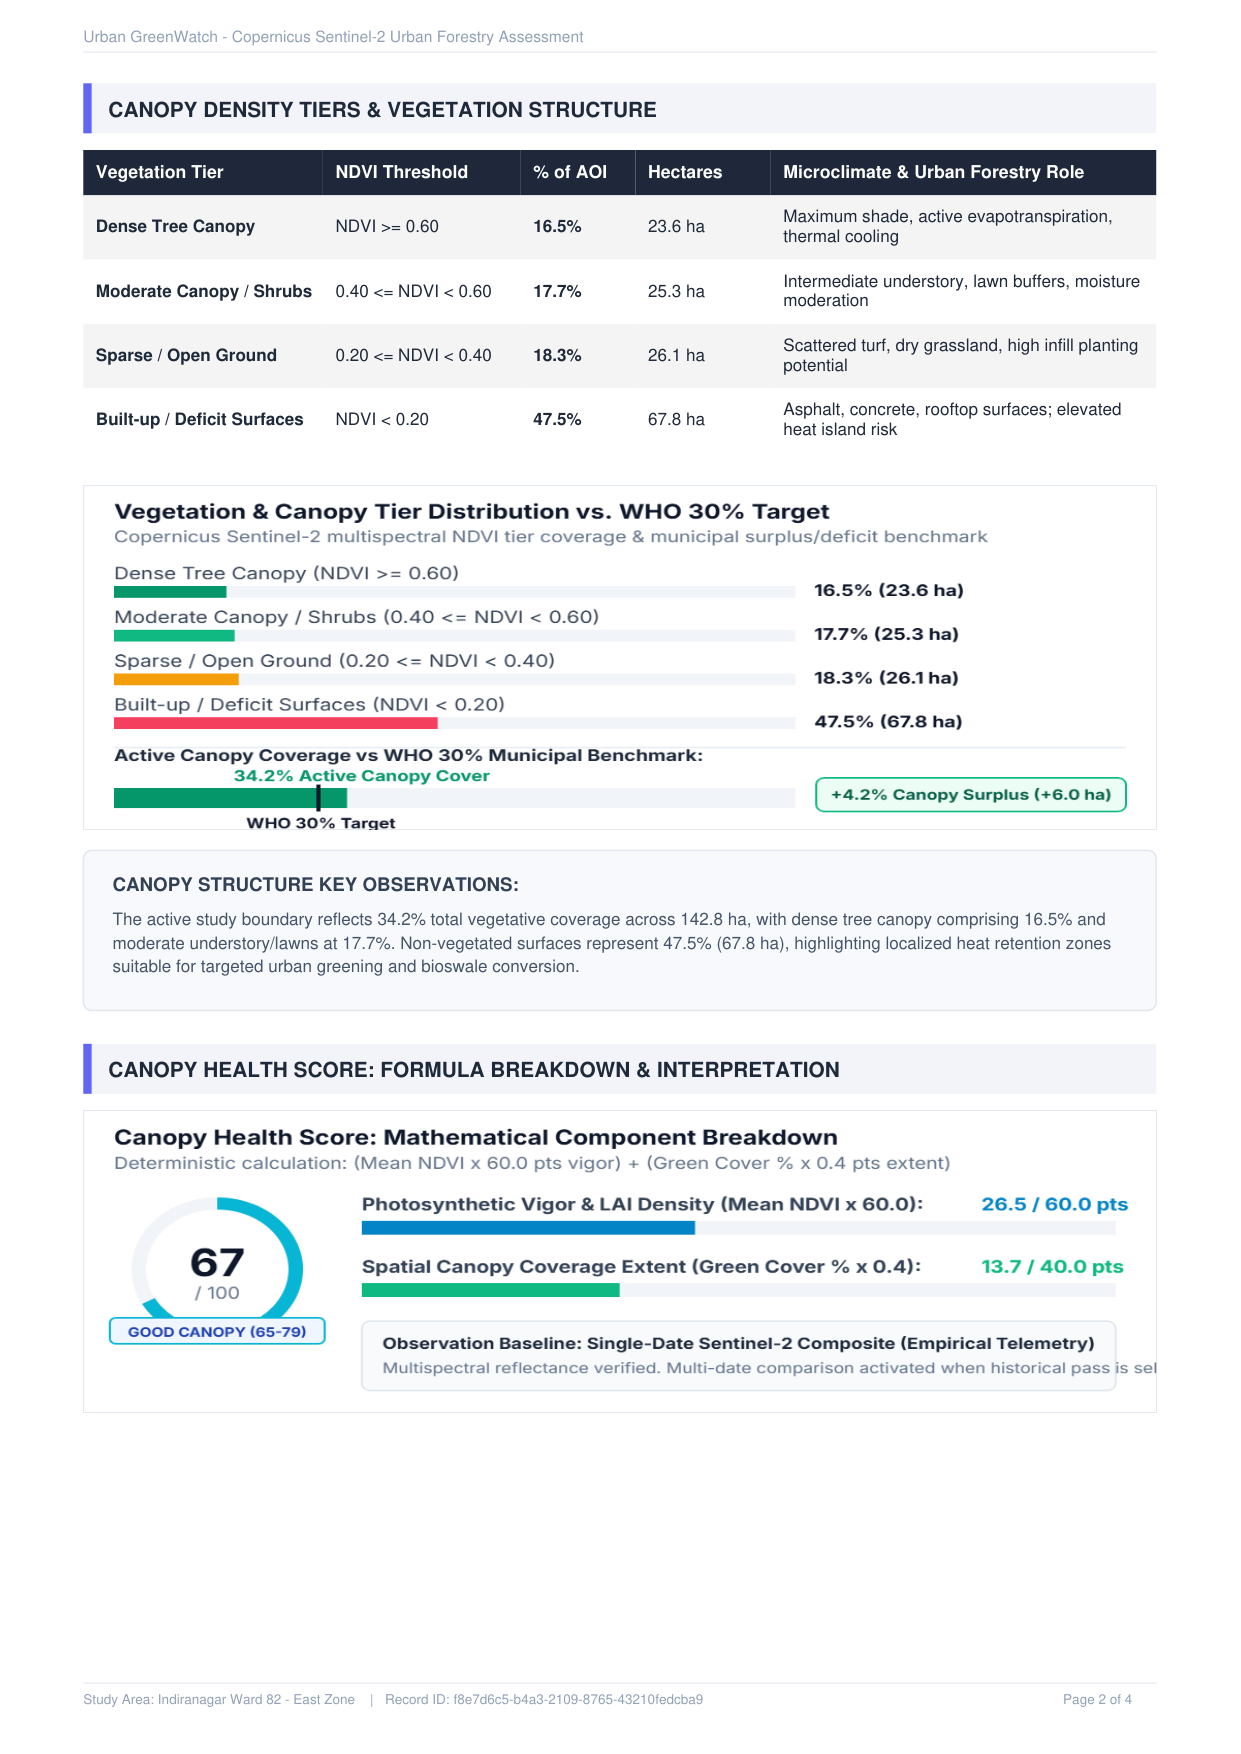 Urban GreenWatch - Copernicus Sentinel-2 Urban Forestry Assessment
CANOPY DENSITY TIERS & VEGETATION STRUCTURE
Vegetation Tier NDVI Threshold % of AOI Hectares Microclimate & Urban Forestry Role
Dense Tree Canopy NDVI >= 0.60 16.5% 23.6 ha Maximum shade, active evapotranspiration,
thermal cooling
Moderate Canopy / Shrubs 0.40 <= NDVI < 0.60 17.7% 25.3 ha Intermediate understory, lawn buffers, moisture
moderation
Sparse / Open Ground 0.20 <= NDVI < 0.40 18.3% 26.1 ha Scattered turf, dry grassland, high infill planting
potential
Built-up / Deficit Surfaces NDVI < 0.20 47.5% 67.8 ha Asphalt, concrete, rooftop surfaces; elevated
heat island risk
Vegetation & Canopy Tier Distribution vs. WHO 30% Target
Copernicus Sentinel-2 multispectral NDVI tier coverage & municipal surplus/deficit benchmark
Dense Tree Canopy (NDVI >= 0.60)
16.5% (23.6 ha)
Moderate Canopy / Shrubs (0.40 <= NDVI < 0.60)
17.7% (25.3 ha)
Sparse / Open Ground (0.20 <= NDVI < 0.40)
18.3% (26.1 ha)
Built-up / Deficit Surfaces (NDVI < 0.20)
47.5% (67.8 ha)
Active Canopy Coverage vs WHO 30% Municipal Benchmark:
34.2% Active Canopy Cover
+4.2% Canopy Surplus (+6.0 ha)
WHO 30% Target
CANOPY STRUCTURE KEY OBSERVATIONS:
The active study boundary reflects 34.2% total vegetative coverage across 142.8 ha, with dense tree canopy comprising 16.5% and
moderate understory/lawns at 17.7%. Non-vegetated surfaces represent 47.5% (67.8 ha), highlighting localized heat retention zones
suitable for targeted urban greening and bioswale conversion.
CANOPY HEALTH SCORE: FORMULA BREAKDOWN & INTERPRETATION
Canopy Health Score: Mathematical Component Breakdown
Deterministic calculation: (Mean NDVI x 60.0 pts vigor) + (Green Cover % x 0.4 pts extent)
Photosynthetic Vigor & LAI Density (Mean NDVI x 60.0): 26.5 / 60.0 pts
67
/ 100
GOOD CANOPY (65-79)
Spatial Canopy Coverage Extent (Green Cover % x 0.4): 13.7 / 40.0 pts
Observation Baseline: Single-Date Sentinel-2 Composite (Empirical Telemetry)
Multispectral reflectance verified. Multi-date comparison activated when historical pass is sel
Study Area: Indiranagar Ward 82 - East Zone | Record ID: f8e7d6c5-b4a3-2109-8765-43210fedcba9 Page 2 of 4